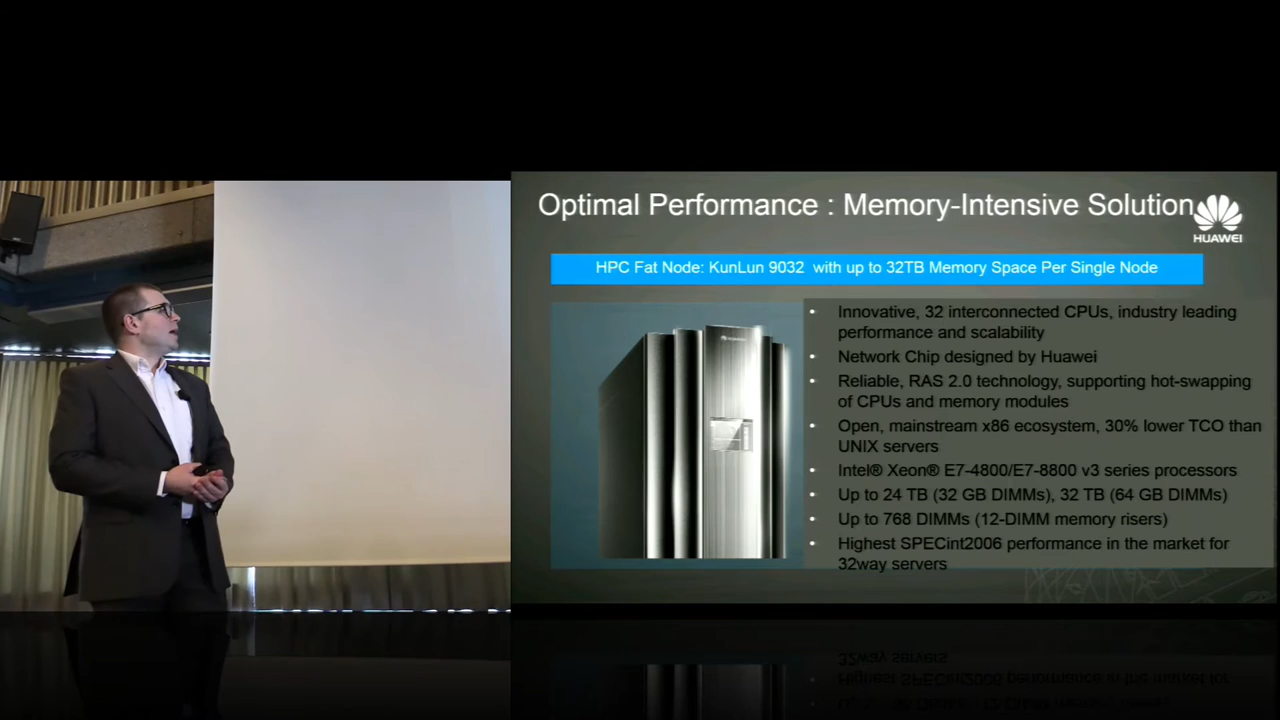 Optimal Performance : Memory-Intensive Solution
HUAWEI
HPC Fat Node: KunLun 9032 with up to 32TB Memory Space Per Single Node
• Innovative, 32 interconnected CPUs, industry leading
performance and scalability
• Network Chip designed by Huawei
• Reliable, RAS 2.0 technology, supporting hot-swapping
of CPUs and memory modules
• Open, mainstream x86 ecosystem, 30% lower TCO than
UNIX servers
• Intel® Xeon® E7-4800/E7-8800 v3 series processors
• Up to 24 TB (32 GB DIMMs), 32 TB (64 GB DIMMs)
• Up to 768 DIMMs (12-DIMM memory risers)
• Highest SPECint2006 performance in the market for
32way servers